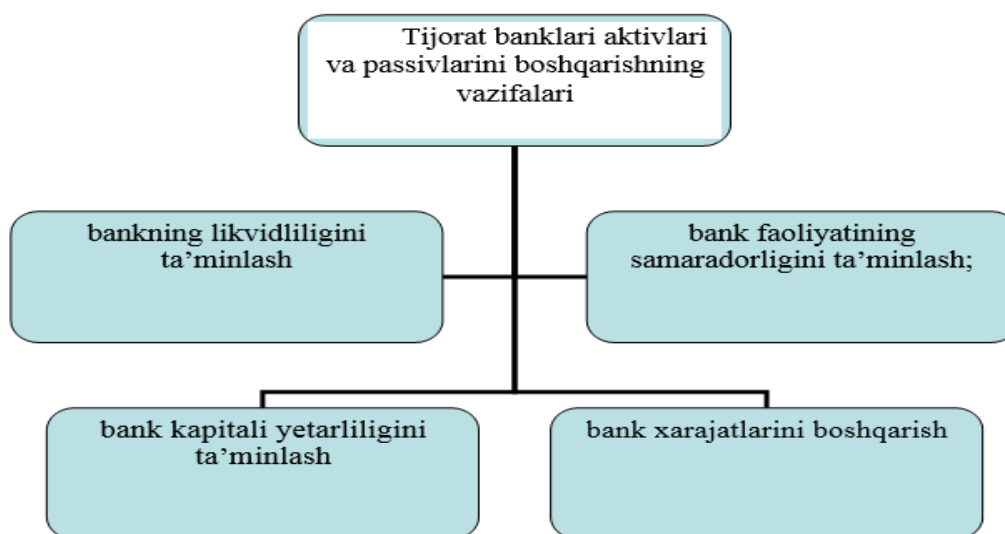 Tijorat banklari aktivlari
va passivlarini boshqarishning
vazifalari
bankning likvidliligini
ta’minlash
bank faoliyatining
samaradorligini ta’minlash;
bank kapitali yetarliligini
ta’minlash
bank xarajatlarini boshqarish